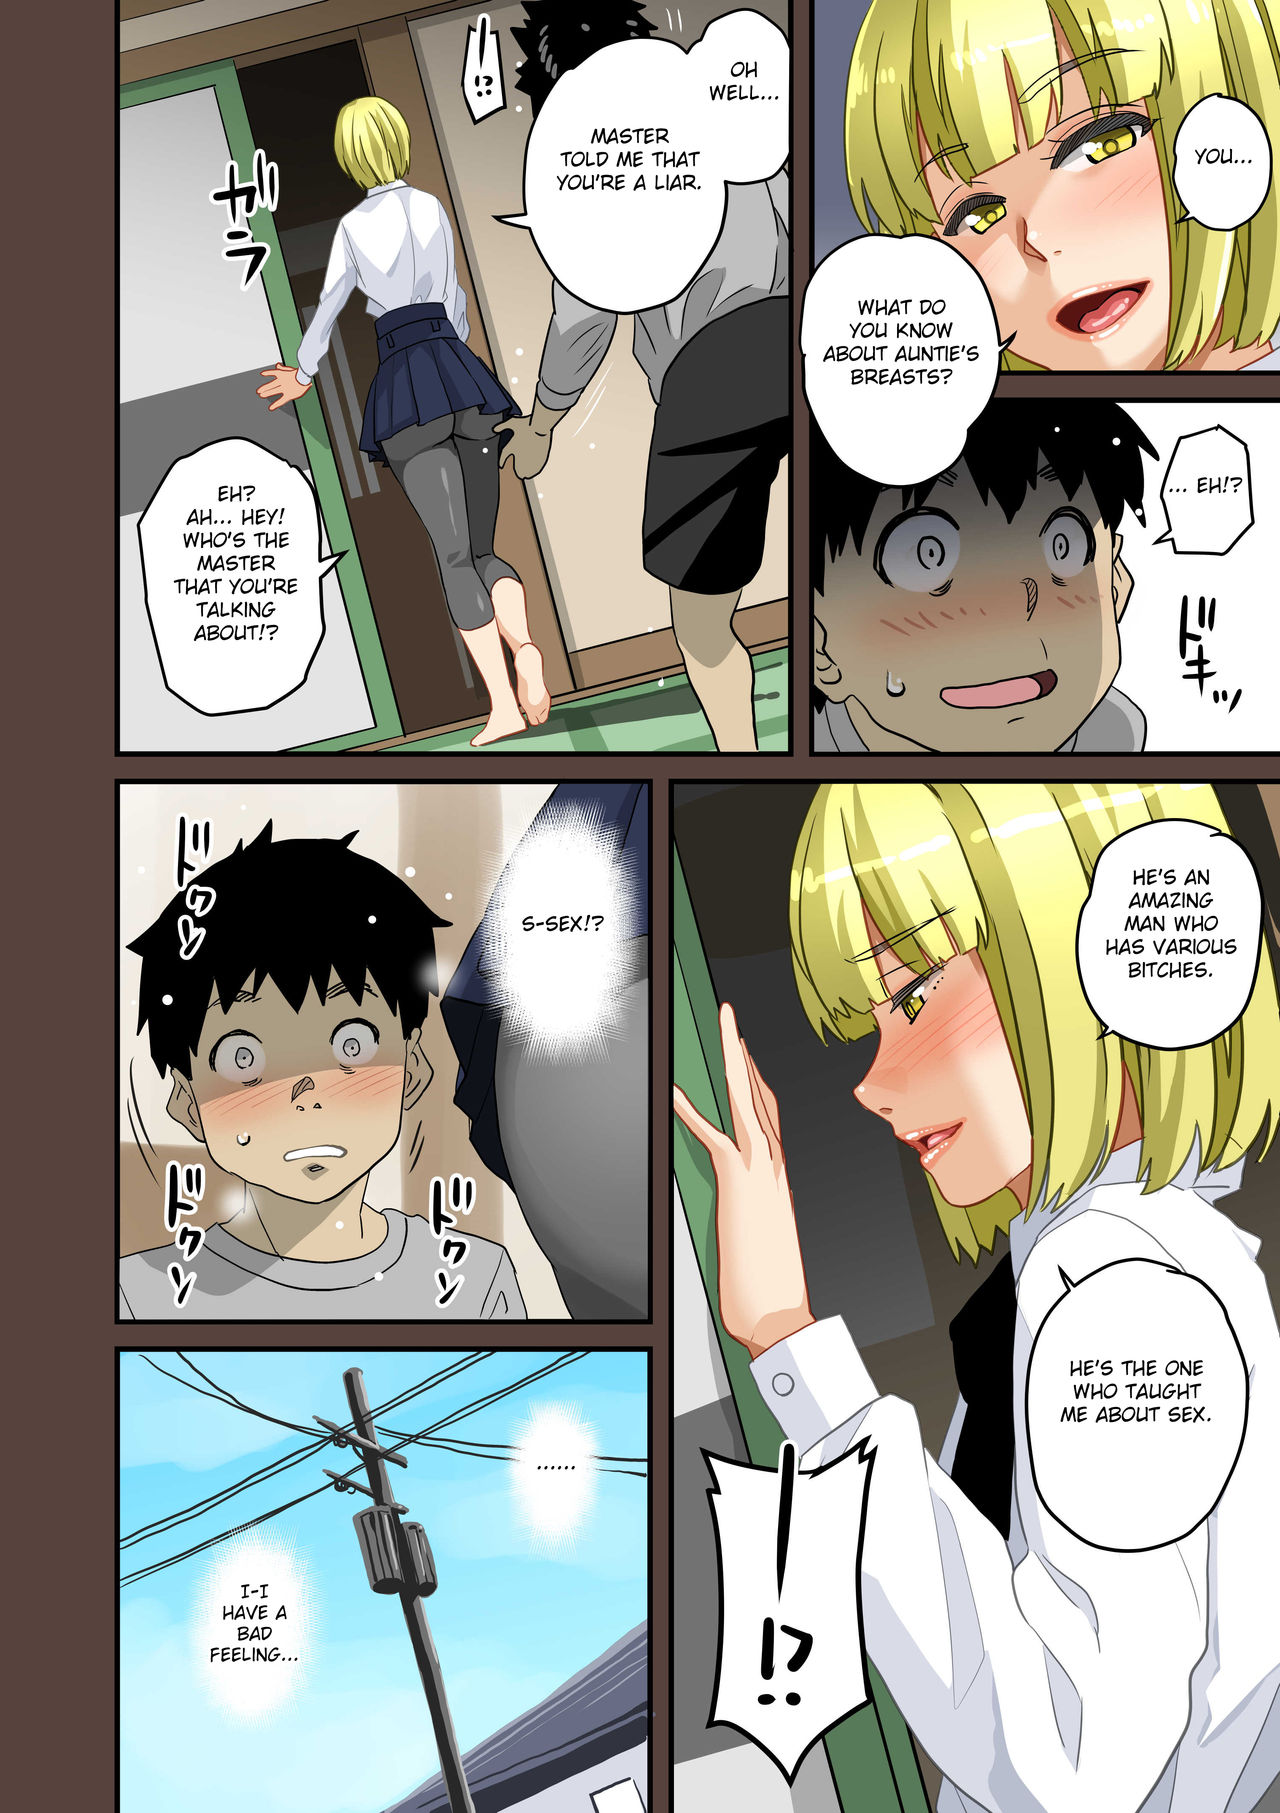 YOU...
WHAT DO
YOU KNOW
ABOUT AUNTIE'S
BREASTS?
... EH!?
ドキッ
OH
WELL...
MASTER
TOLD ME THAT
YOU'RE A LIAR.
!?
ガラ
EH?
AH... HEY!
WHO'S THE
MASTER
THAT YOU'RE
TALKING
ABOUT!?
HE'S AN
AMAZING
MAN WHO
HAS VARIOUS
BITCHES.
HE'S THE ONE
WHO TAUGHT
ME ABOUT SEX.
!?
S-SEX!?
ドクン
ドクン
ドクン
......
I-I
HAVE A
BAD
FEELING...